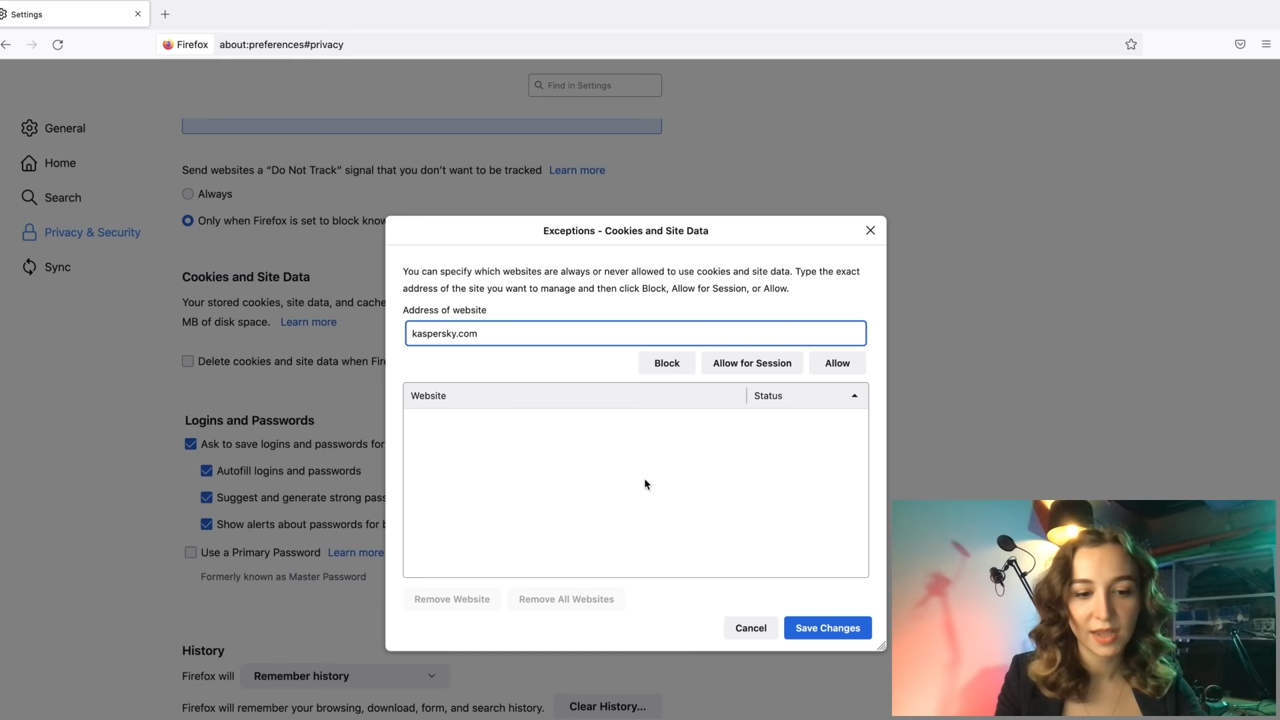 Settings
Firefox
about:preferences#privacy
Find in Settings
General
Home
Search
Privacy & Security
Sync
Send websites a “Do Not Track” signal that you don’t want to be tracked Learn more
Always
Only when Firefox is set to block
Cookies and Site Data
Your stored cookies, site data, and cache
MB of disk space. Learn more
Delete cookies and site data when
Logins and Passwords
Ask to save logins and passwords for
Autofill logins and passwords
Suggest and generate strong
Show alerts about passwords for
Use a Primary Password Learn more
Formerly known as Master Password
History
Firefox will Remember history
Firefox will remember your browsing, download, form, and search history. Clear History...
Exceptions - Cookies and Site Data
You can specify which websites are always or never allowed to use cookies and site data. Type the exact
address of the site you want to manage and then click Block, Allow for Session, or Allow.
Address of website
kaspersky.com
Block Allow for Session Allow
Website Status
Remove Website Remove All Websites
Cancel Save Changes